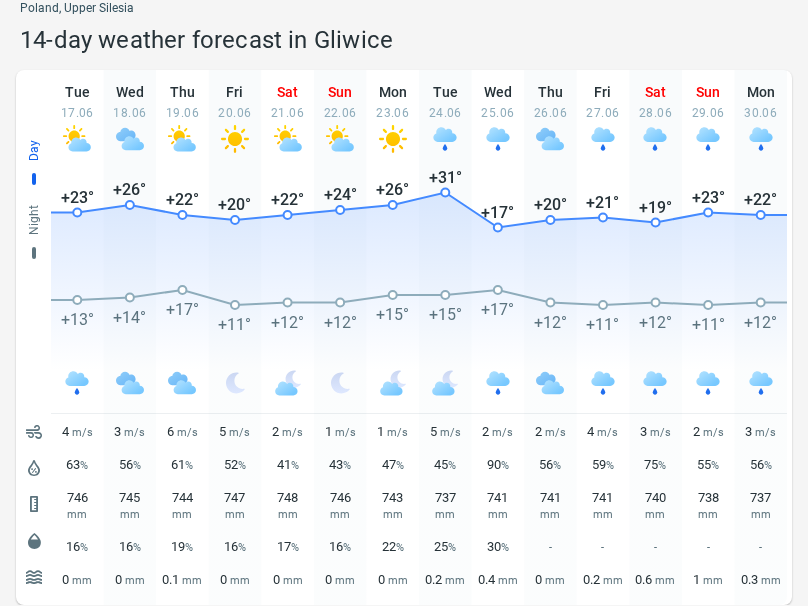 Poland, Upper Silesia
14-day weather forecast in Gliwice
Tue Wed Thu Fri Sat Sun Mon Tue Wed Thu Fri Sat Sun Mon
17.06 18.06 19.06 20.06 21.06 22.06 23.06 24.06 25.06 26.06 27.06 28.06 29.06 30.06
Day
Night
+23° +26° +22° +20° +22° +24° +26° +31° +17° +20° +21° +19° +23° +22°
+13° +14° +17° +11° +12° +12° +15° +15° +17° +12° +11° +12° +11° +12°
4 m/s 3 m/s 6 m/s 5 m/s 2 m/s 1 m/s 1 m/s 5 m/s 2 m/s 2 m/s 4 m/s 3 m/s 2 m/s 3 m/s
63% 56% 61% 52% 41% 43% 47% 45% 90% 56% 59% 75% 55% 56%
746 745 744 747 748 746 743 737 741 741 741 740 738 737
mm mm mm mm mm mm mm mm mm mm mm mm mm mm
16% 16% 19% 16% 17% 16% 22% 25% 30% - - - - -
0 mm 0 mm 0.1 mm 0 mm 0 mm 0 mm 0 mm 0.2 mm 0.4 mm 0 mm 0.2 mm 0.6 mm 1 mm 0.3 mm